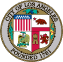 CITY OF LOS ANGELES
FOUNDED 1781